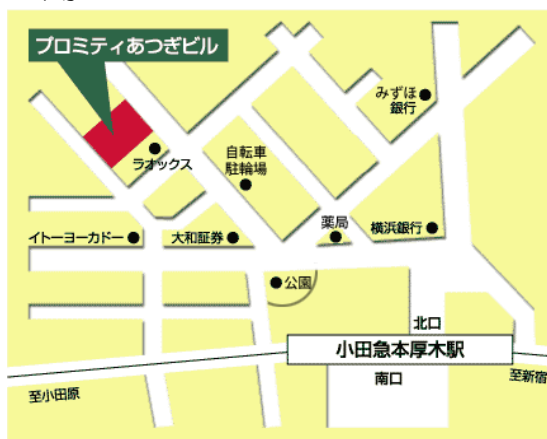 プロミティあつぎビル
みずほ
銀行
ラオックス
自転車
駐輪場
薬局
横浜銀行
イトーヨーカドー
大和証券
公園
北口
小田急本厚木駅
南口
至新宿
至小田原